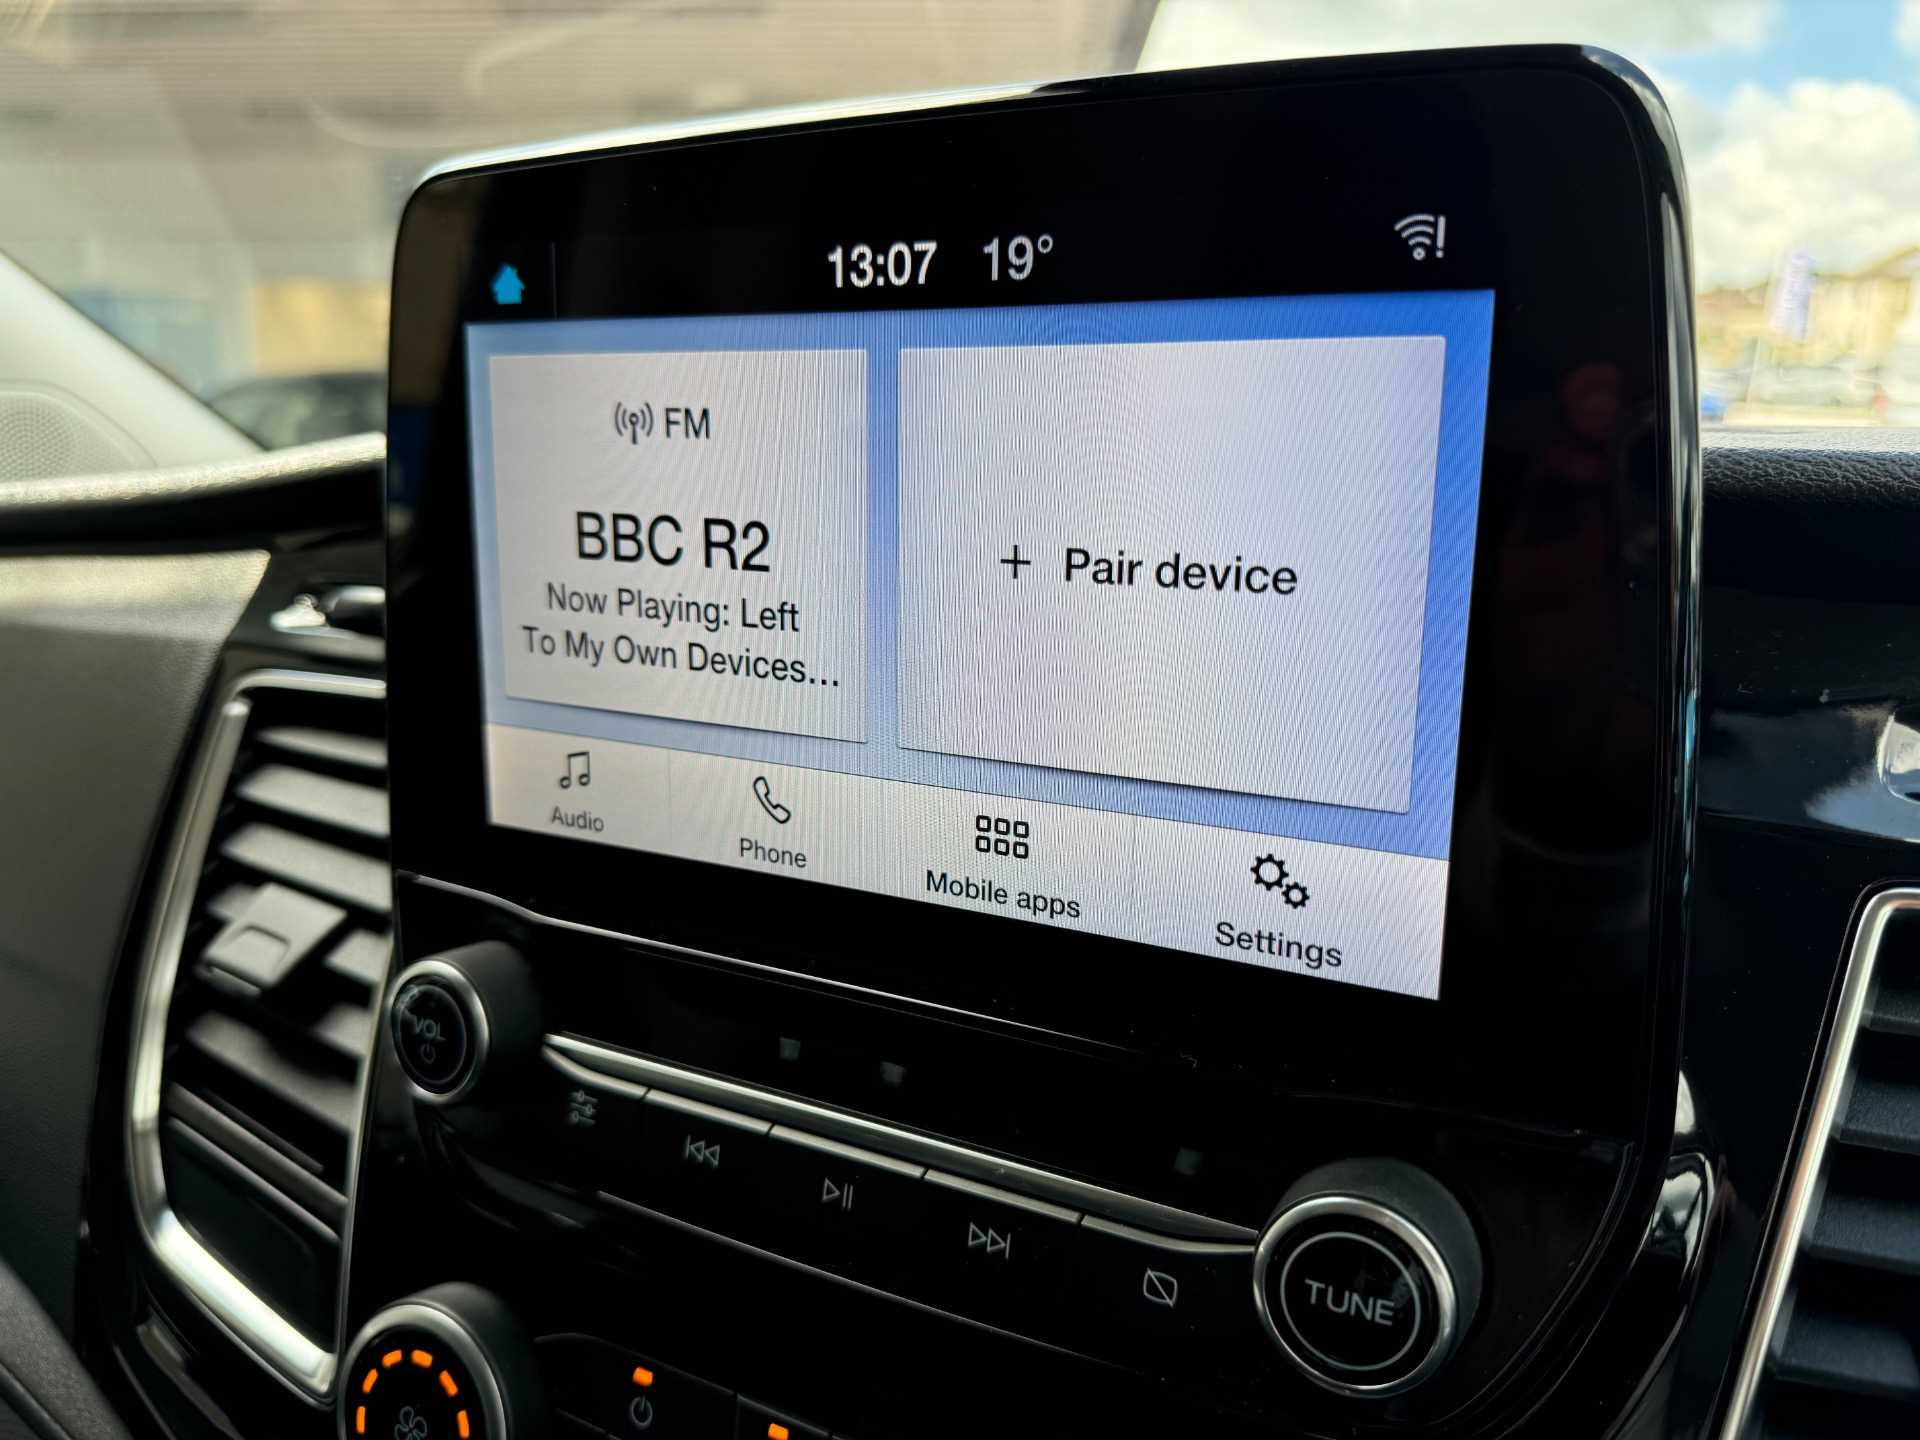 13:07 19°
FM
BBC R2
Now Playing: Left
To My Own Devices...
+ Pair device
Audio
Phone
Mobile apps
Settings
VOL
TUNE